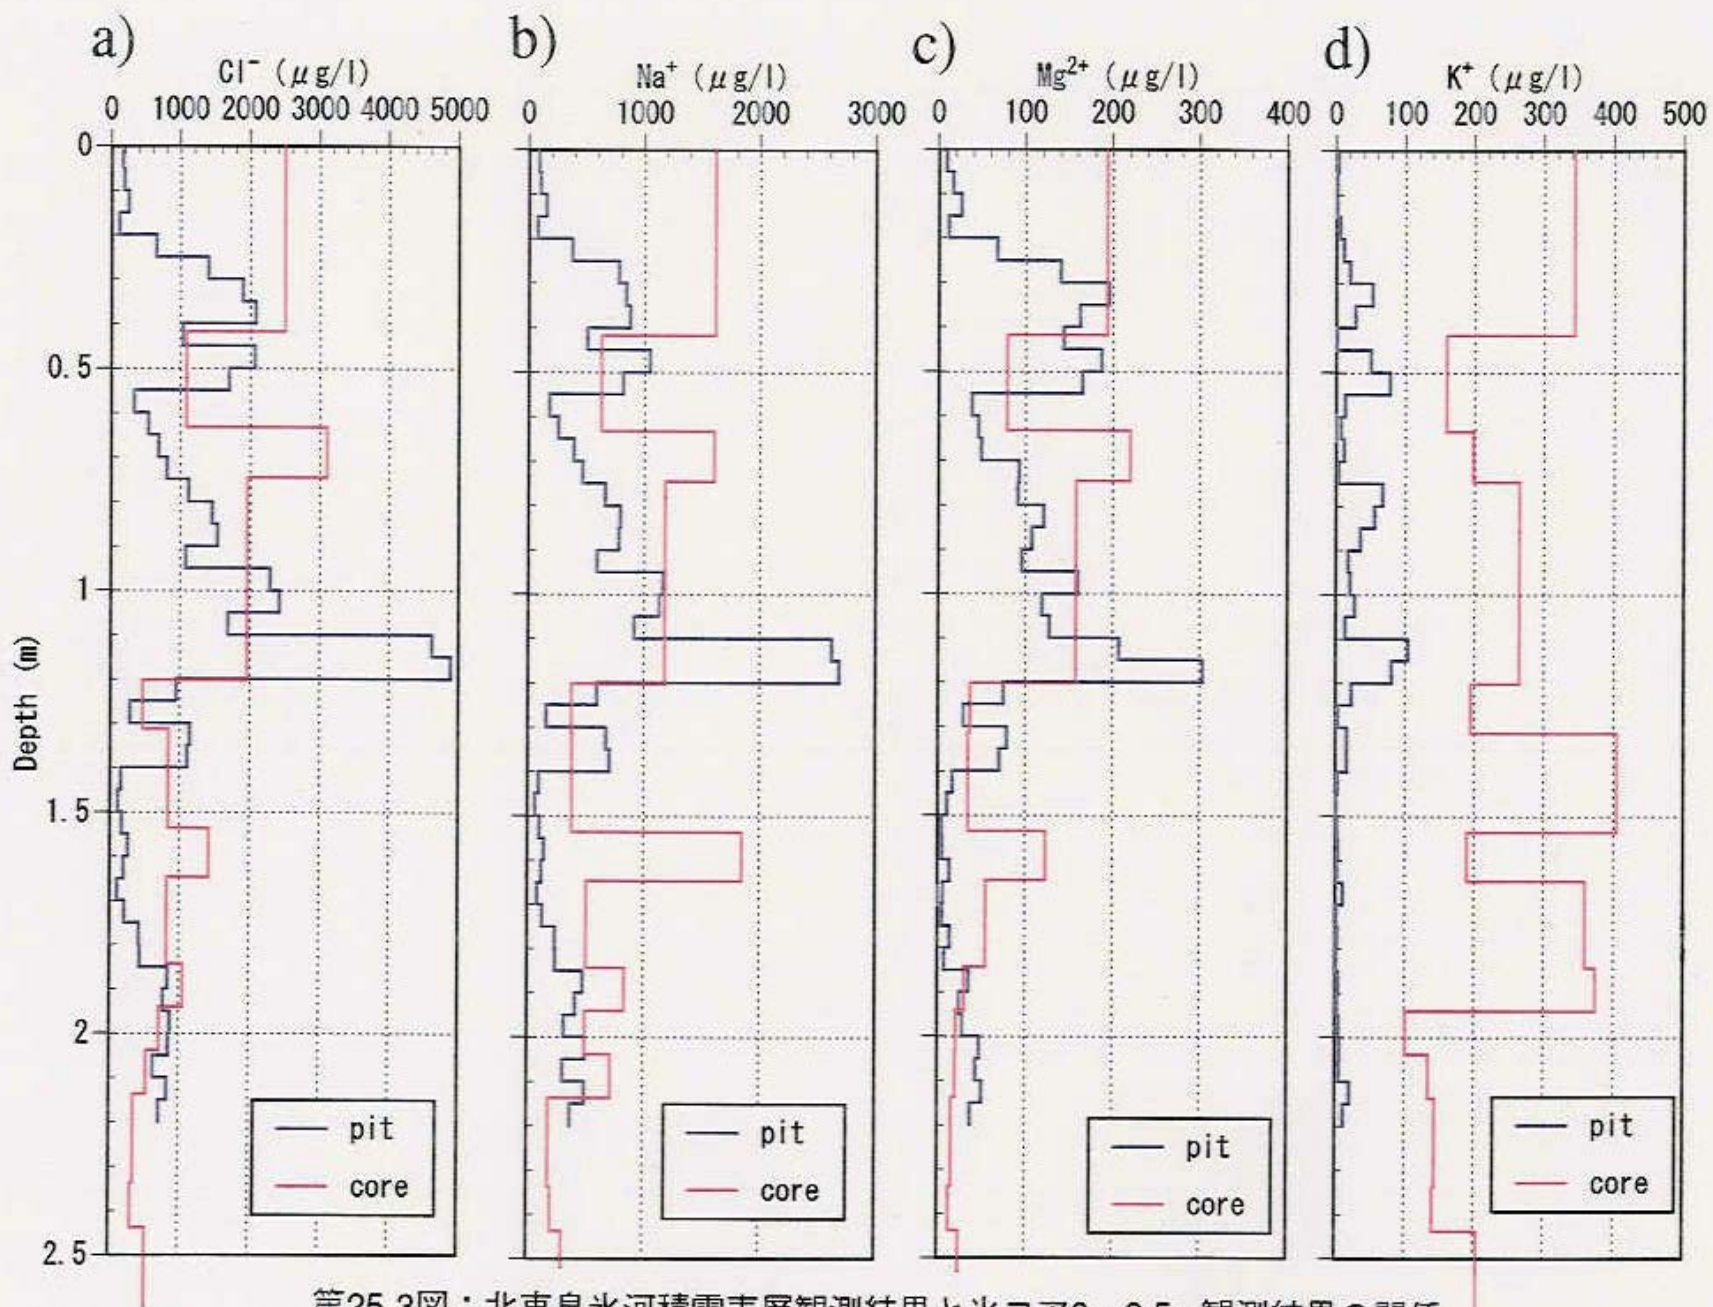 a) b) c) d)
Cl⁻ (μg/l) Na⁺ (μg/l) Mg²⁺ (μg/l) K⁺ (μg/l)
0 1000 2000 3000 4000 5000 0 1000 2000 3000 0 100 200 300 400 0 100 200 300 400 500
0
0.5
1
1.5
2
2.5
Depth (m)
pit
core
pit
core
pit
core
pit
core